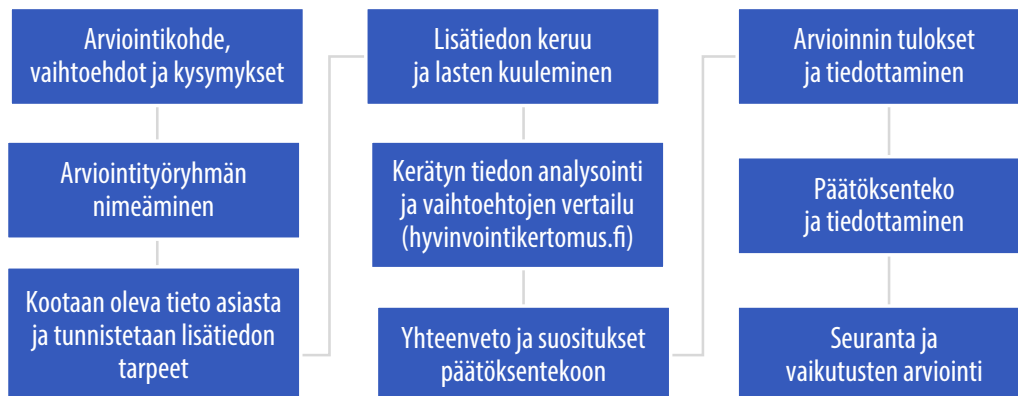 Arviointikohde,
vaihtoehdot ja kysymykset
Arviointityöryhmän
nimeäminen
Kootaan oleva tieto asiasta
ja tunnistetaan lisätiedon
tarpeet
Lisätiedon keruu
ja lasten kuuleminen
Kerätyn tiedon analysointi
ja vaihtoehtojen vertailu
(hyvinvointikertomus.fi)
Yhteenveto ja suositukset
päätöksentekoon
Arvioinnin tulokset
ja tiedottaminen
Päätöksenteko
ja tiedottaminen
Seuranta ja
vaikutusten arviointi